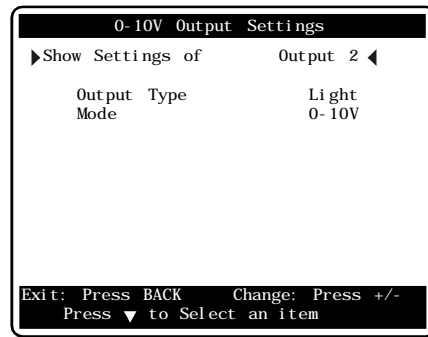 0-10V Output Settings
▶Show Settings of Output 2 ◀
Output Type Light
Mode 0-10V
Exit: Press BACK Change: Press +/-
Press ▼ to Select an item